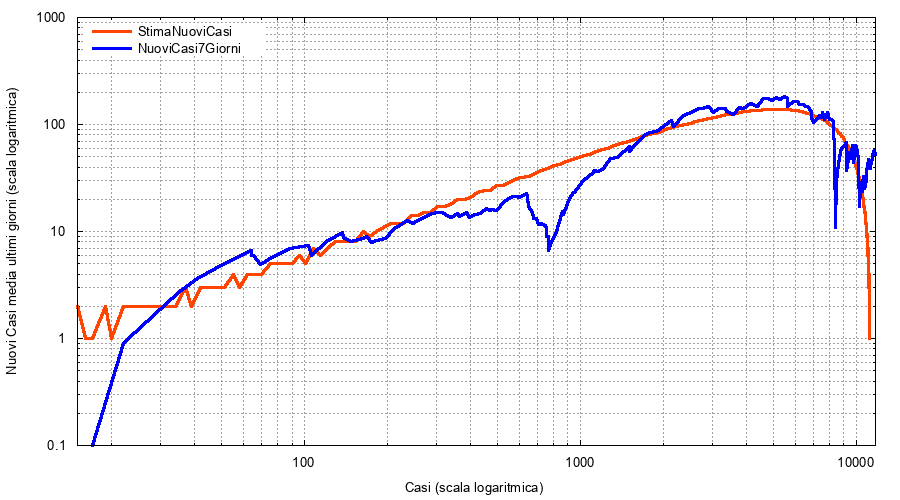 1000
StimaNuoviCasi
NuoviCasi7Giorni
100
10
1
0.1
Nuovi Casi media ultimi giorni (scala logaritmica)
100 1000 10000
Casi (scala logaritmica)